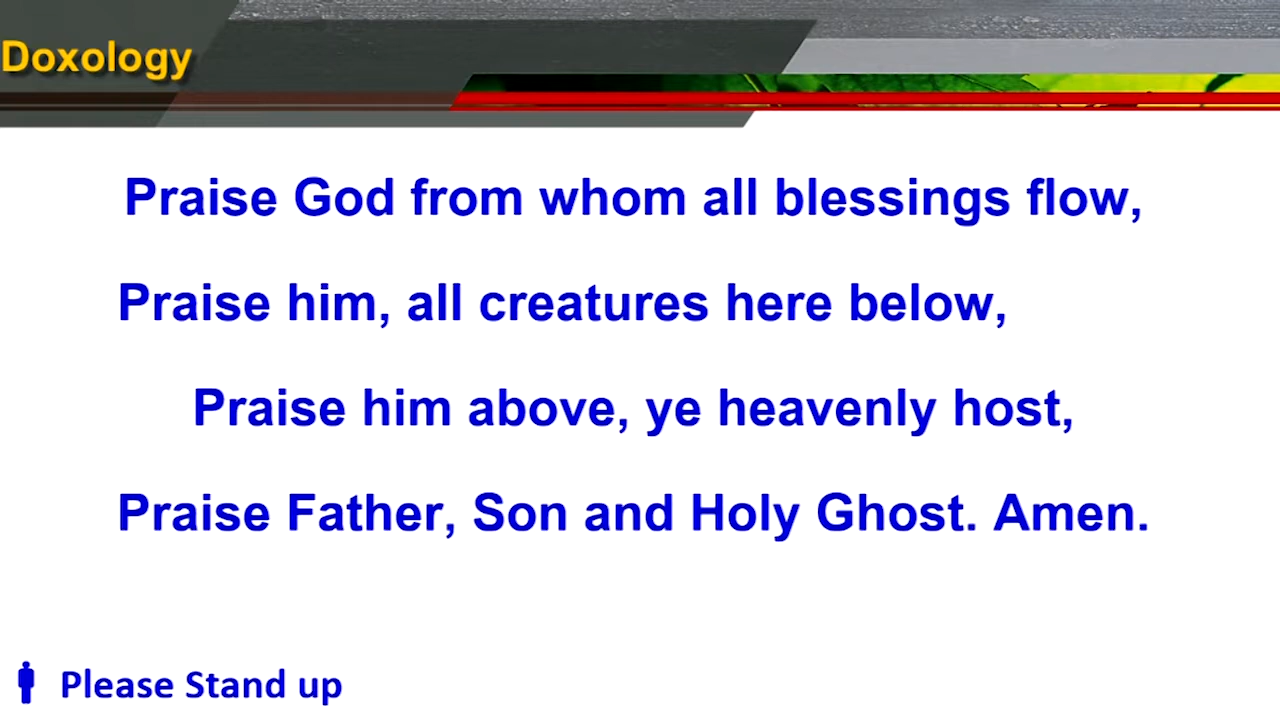 Doxology
Praise God from whom all blessings flow,
Praise him, all creatures here below,
Praise him above, ye heavenly host,
Praise Father, Son and Holy Ghost. Amen.
Please Stand up